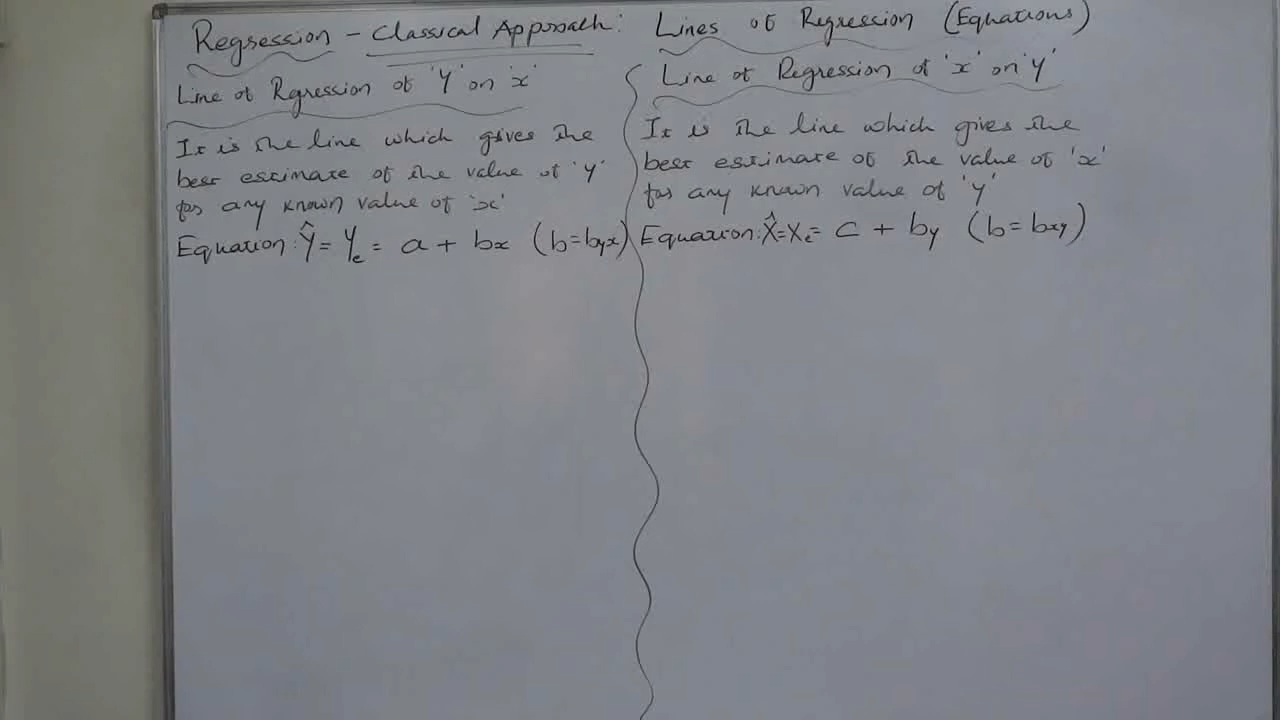 Regression - Classical Approach: Lines of Regression (Equations)
Line of Regression of 'Y' on 'x'
It is the line which gives the
best estimate of the value of 'y'
for any known value of 'x'
Equation: Ŷ = Yₑ = a + bx (b = byx)
Line of Regression of 'x' on 'y'
It is the line which gives the
best estimate of the value of 'x'
for any known value of 'y'
Equation: X̂ = Xₑ = c + by (b = bxy)